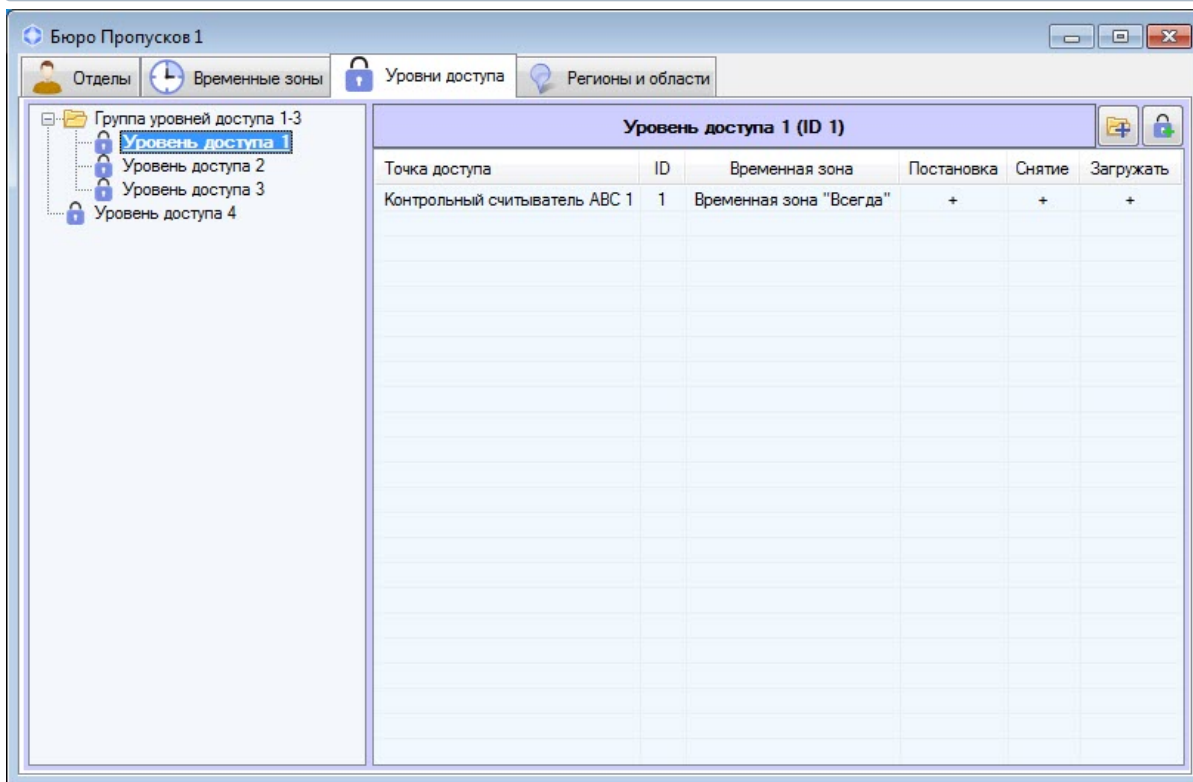 Бюро Пропусков 1
Отделы Временные зоны Уровни доступа Регионы и области
Группа уровней доступа 1-3
Уровень доступа 1
Уровень доступа 2
Уровень доступа 3
Уровень доступа 4
Уровень доступа 1 (ID 1)
Точка доступа ID Временная зона Постановка Снятие Загружать
Контрольный считыватель ABC 1 1 Временная зона "Всегда" + + +